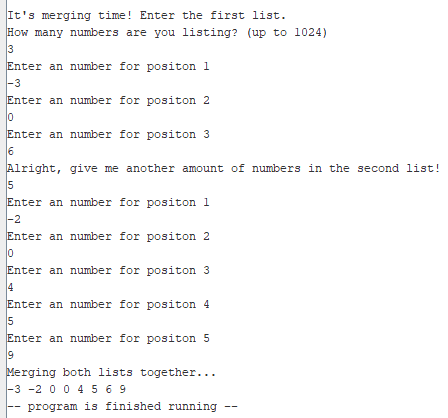 It's merging time! Enter the first list.
How many numbers are you listing? (up to 1024)
3
Enter an number for positon 1
-3
Enter an number for positon 2
0
Enter an number for positon 3
6
Alright, give me another amount of numbers in the second list!
5
Enter an number for positon 1
-2
Enter an number for positon 2
0
Enter an number for positon 3
4
Enter an number for positon 4
5
Enter an number for positon 5
9
Merging both lists together...
-3 -2 0 0 4 5 6 9
-- program is finished running --